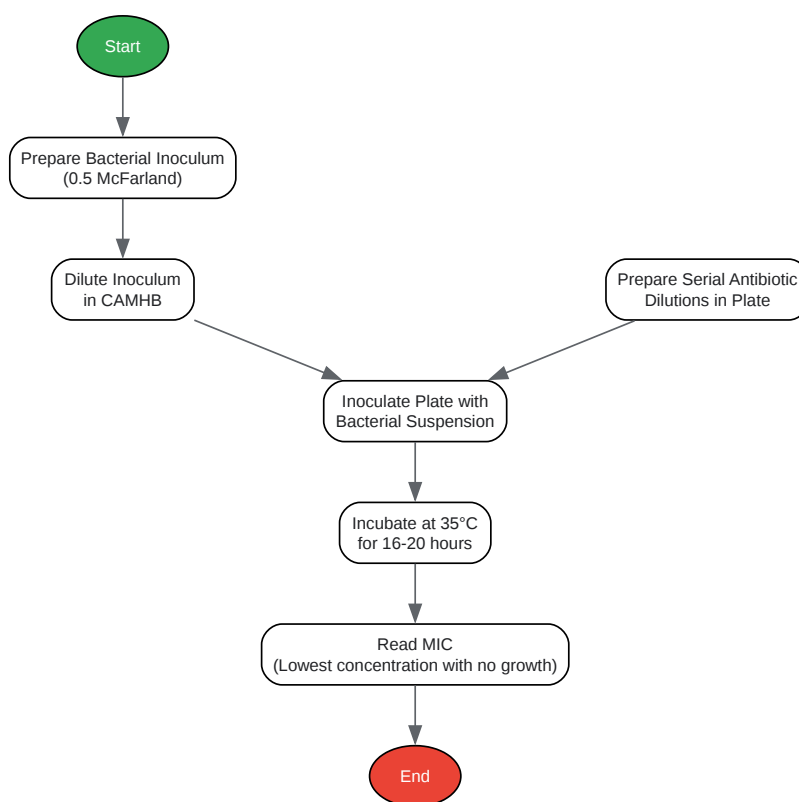 Start
Prepare Bacterial Inoculum
(0.5 McFarland)
Dilute Inoculum
in CAMHB
Prepare Serial Antibiotic
Dilutions in Plate
Inoculate Plate with
Bacterial Suspension
Incubate at 35°C
for 16-20 hours
Read MIC
(Lowest concentration with no growth)
End